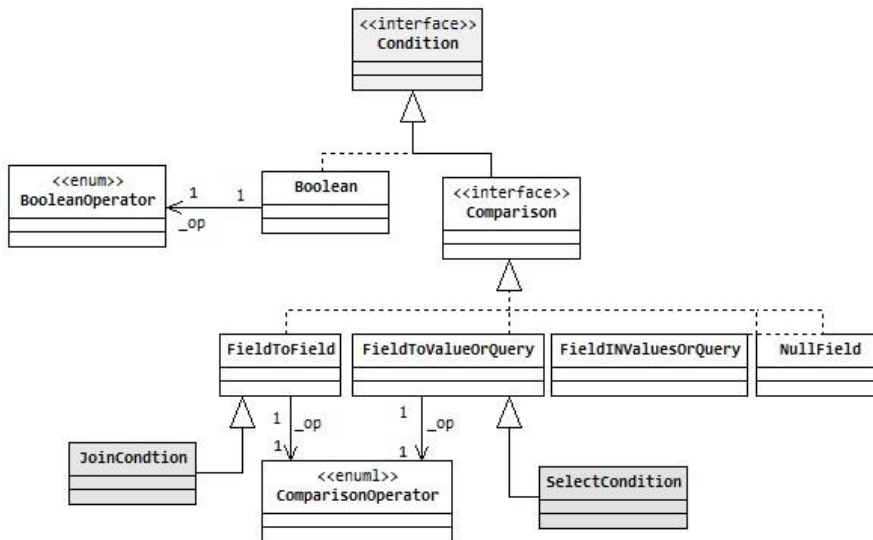 <<interface>>
Condition
<<enum>>
BooleanOperator
1
1
_op
Boolean
<<interface>>
Comparison
FieldToField
FieldToValueOrQuery
FieldINValuesOrQuery
NullField
1
_op
1
1
_op
1
JoinCondtion
<<enuml>>
ComparisonOperator
SelectCondition